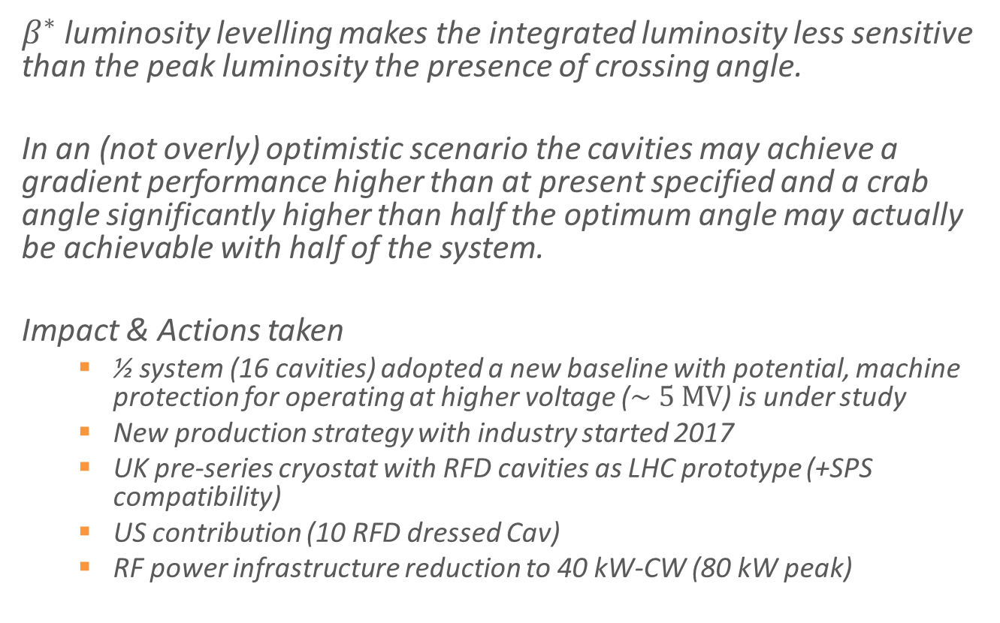 β* luminosity levelling makes the integrated luminosity less sensitive
than the peak luminosity the presence of crossing angle.
In an (not overly) optimistic scenario the cavities may achieve a
gradient performance higher than at present specified and a crab
angle significantly higher than half the optimum angle may actually
be achievable with half of the system.
Impact & Actions taken
▪ ½ system (16 cavities) adopted a new baseline with potential, machine
protection for operating at higher voltage (~ 5 MV) is under study
▪ New production strategy with industry started 2017
▪ UK pre-series cryostat with RFD cavities as LHC prototype (+SPS
compatibility)
▪ US contribution (10 RFD dressed Cav)
▪ RF power infrastructure reduction to 40 kW-CW (80 kW peak)